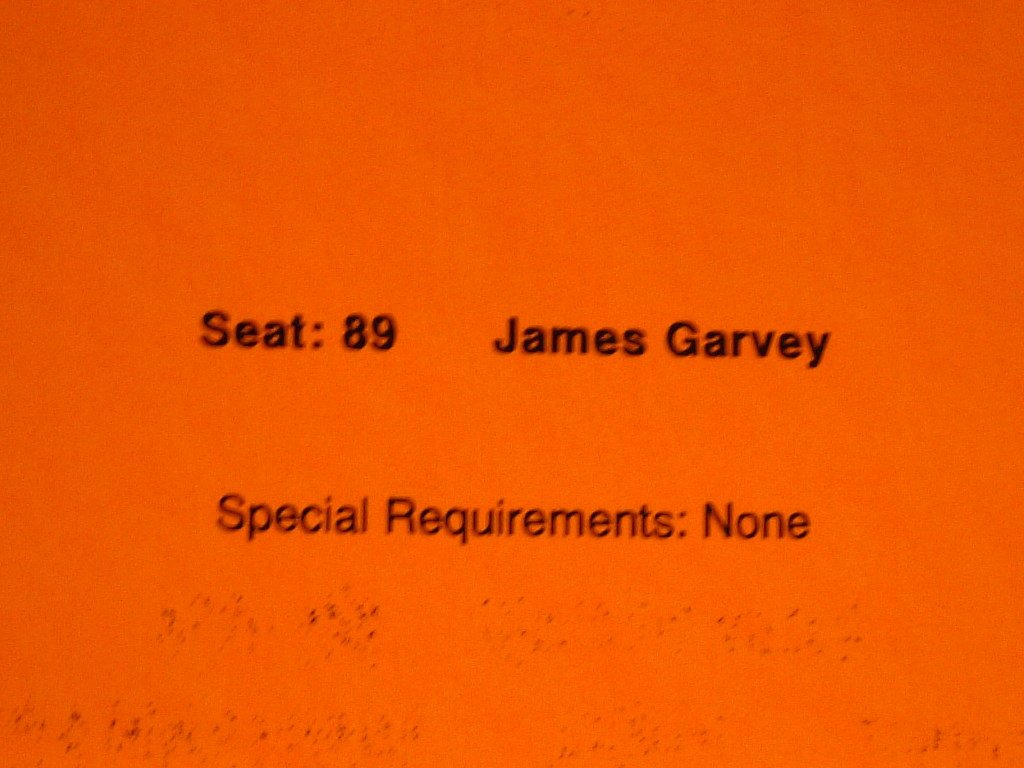 Seat: 89 James Garvey
Special Requirements: None